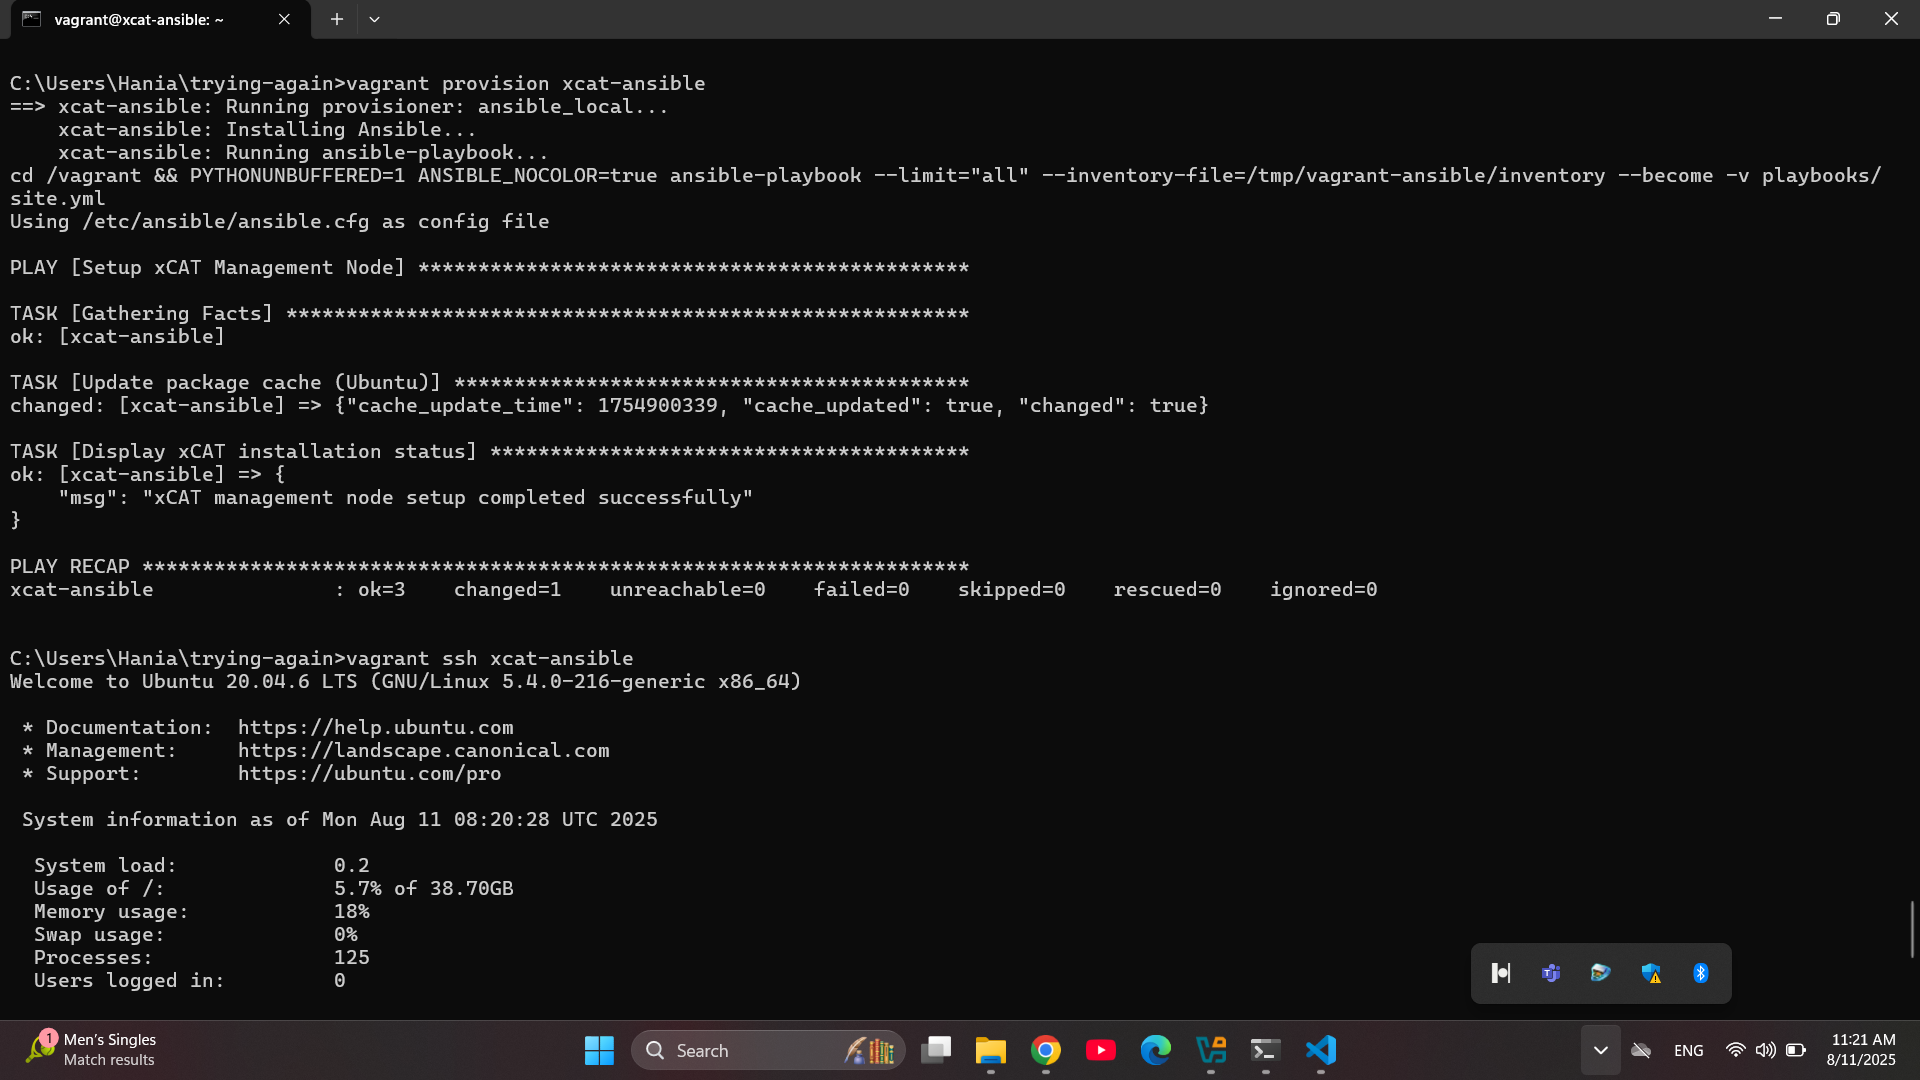 vagrant@xcat-ansible: ~
C:\Users\Hania\trying-again>vagrant provision xcat-ansible
==> xcat-ansible: Running provisioner: ansible_local...
    xcat-ansible: Installing Ansible...
    xcat-ansible: Running ansible-playbook...
cd /vagrant && PYTHONUNBUFFERED=1 ANSIBLE_NOCOLOR=true ansible-playbook --limit="all" --inventory-file=/tmp/vagrant-ansible/inventory --become -v playbooks/
site.yml
Using /etc/ansible/ansible.cfg as config file
PLAY [Setup xCAT Management Node] **********************************************
TASK [Gathering Facts] *********************************************************
ok: [xcat-ansible]
TASK [Update package cache (Ubuntu)] *******************************************
changed: [xcat-ansible] => {"cache_update_time": 1754900339, "cache_updated": true, "changed": true}
TASK [Display xCAT installation status] ****************************************
ok: [xcat-ansible] => {
    "msg": "xCAT management node setup completed successfully"
}
PLAY RECAP *********************************************************************
xcat-ansible               : ok=3    changed=1    unreachable=0    failed=0    skipped=0    rescued=0    ignored=0
C:\Users\Hania\trying-again>vagrant ssh xcat-ansible
Welcome to Ubuntu 20.04.6 LTS (GNU/Linux 5.4.0-216-generic x86_64)
 * Documentation:  https://help.ubuntu.com
 * Management:     https://landscape.canonical.com
 * Support:        https://ubuntu.com/pro
 System information as of Mon Aug 11 08:20:28 UTC 2025
  System load:             0.2
  Usage of /:              5.7% of 38.70GB
  Memory usage:            18%
  Swap usage:              0%
  Processes:               125
  Users logged in:         0
1
Men's Singles
Match results
Search
ENG
11:21 AM
8/11/2025